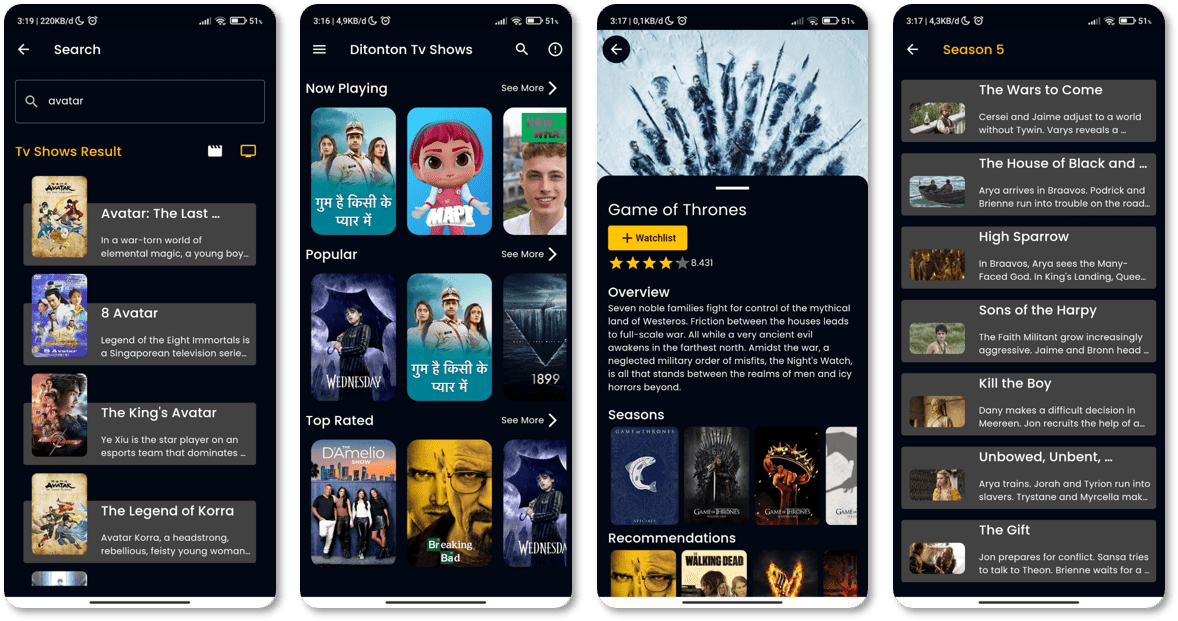 3:19 | 220KB/d
51%
Search
avatar
Tv Shows Result
AVATAR
Avatar: The Last ...
In a war-torn world of
elemental magic, a young boy...
8 Avatar
Legend of the Eight Immortals is
a Singaporean television serie...
The King's Avatar
Ye Xiu is the star player on an
esports team that dominates ...
AVATAR
The Legend of Korra
Avatar Korra, a headstrong,
rebellious, feisty young woman...
3:16 | 4,9KB/d
51%
Ditonton Tv Shows
Now Playing
See More
गुम है किसी के
प्यार में
MAPI
NOW
WHAT
Popular
See More
WEDNESDAY
गुम है किसी के
प्यार में
1899
Top Rated
See More
THE
D'Amelio
SHOW
Breaking
Bad
WEDNESDA
3:17 | 0,1KB/d
51%
Game of Thrones
+ Watchlist
8.431
Overview
Seven noble families fight for control of the mythical
land of Westeros. Friction between the houses leads
to full-scale war. All while a very ancient evil
awakens in the farthest north. Amidst the war, a
neglected military order of misfits, the Night's Watch,
is all that stands between the realms of men and icy
horrors beyond.
Seasons
GAME OF THRONES
SPECIALS
GAME OF THRONES
GAME OF THRONES
GAME O
Recommendations
THE
WALKING DEAD
3:17 | 4,3KB/d
51%
Season 5
The Wars to Come
Cersei and Jaime adjust to a world
without Tywin. Varys reveals a ...
The House of Black and ...
Arya arrives in Braavos. Podrick and
Brienne run into trouble on the road...
High Sparrow
In Braavos, Arya sees the Many-
Faced God. In King's Landing, Quee...
Sons of the Harpy
The Faith Militant grow increasingly
aggressive. Jaime and Bronn head ...
Kill the Boy
Dany makes a difficult decision in
Meereen. Jon recruits the help of a...
Unbowed, Unbent, ...
Arya trains. Jorah and Tyrion run into
slavers. Trystane and Myrcella mak...
The Gift
Jon prepares for conflict. Sansa tries
to talk to Theon. Brienne waits for a ...